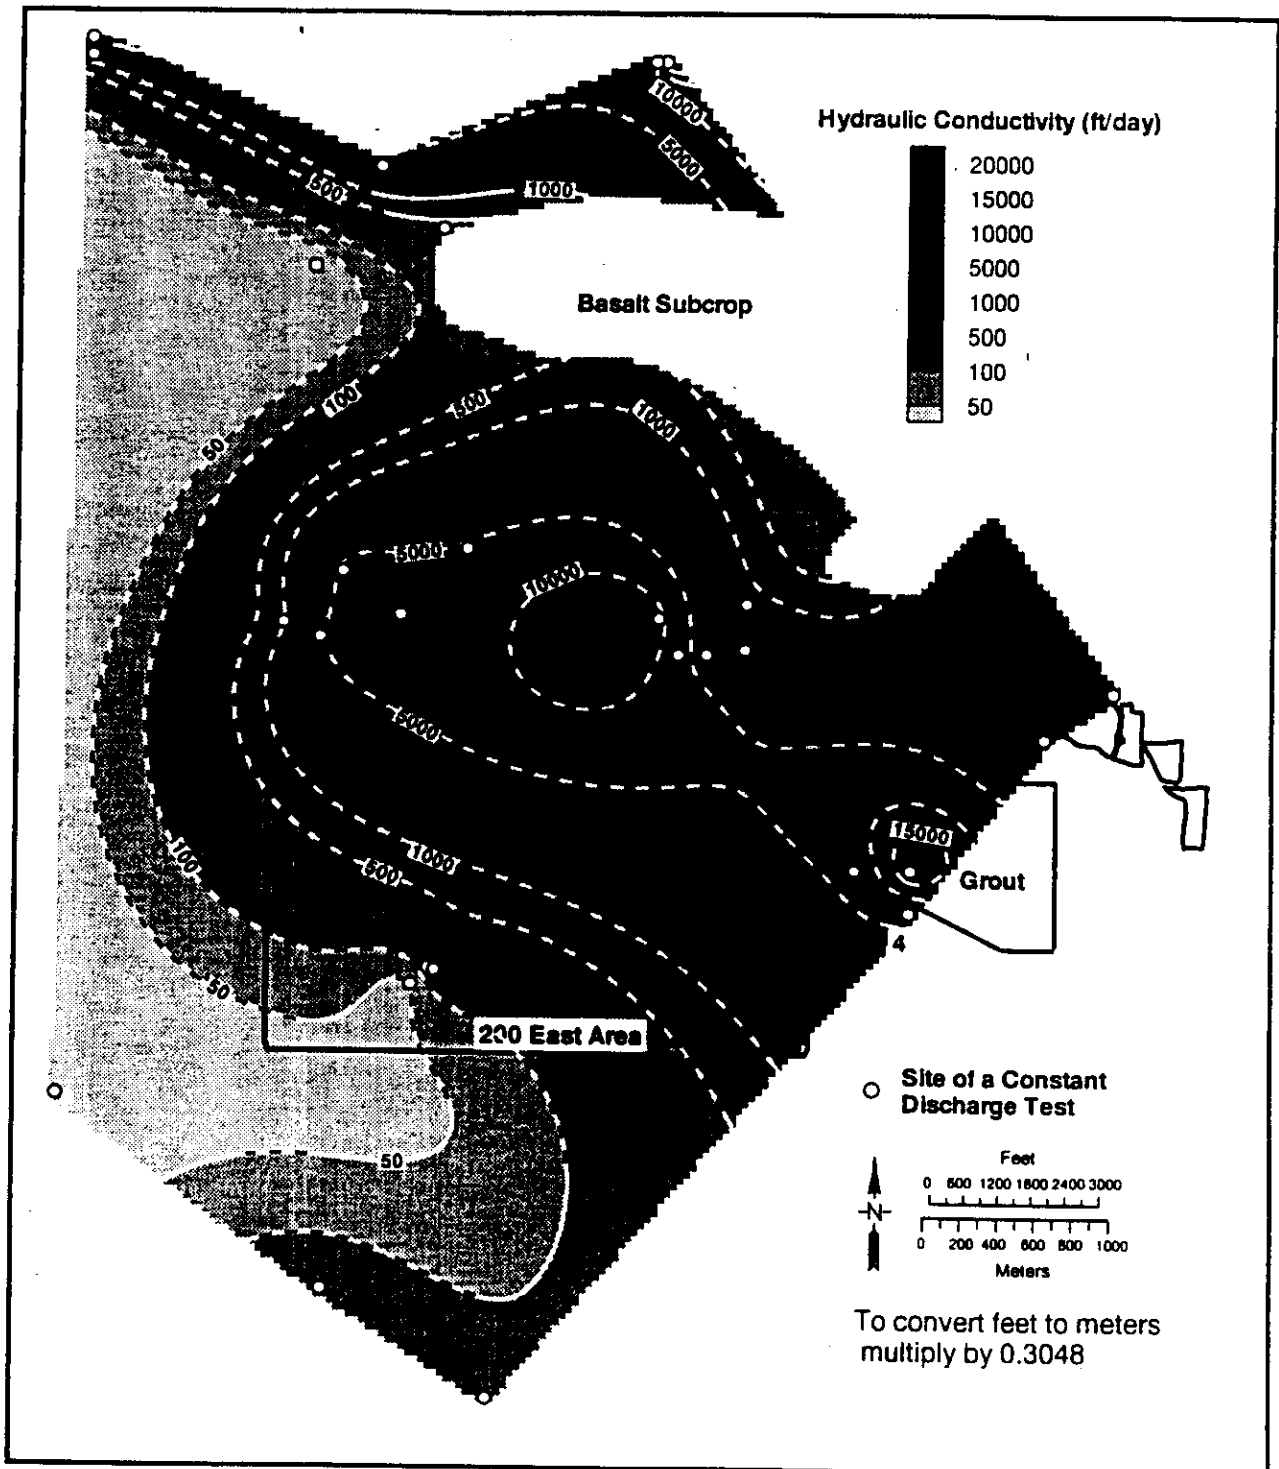 10000
Hydraulic Conductivity (ft/day)
5000
20000
15000
10000
5000
1000
500
100
50
500
1000
Basalt Subcrop
100
500
1000
50
5000
10000
5000
15000
1000
500
100
Grout
4
50
200 East Area
Site of a Constant
Discharge Test
50
Feet
0 600 1200 1600 2400 3000
N
0 200 400 600 800 1000
Meters
To convert feet to meters
multiply by 0.3048